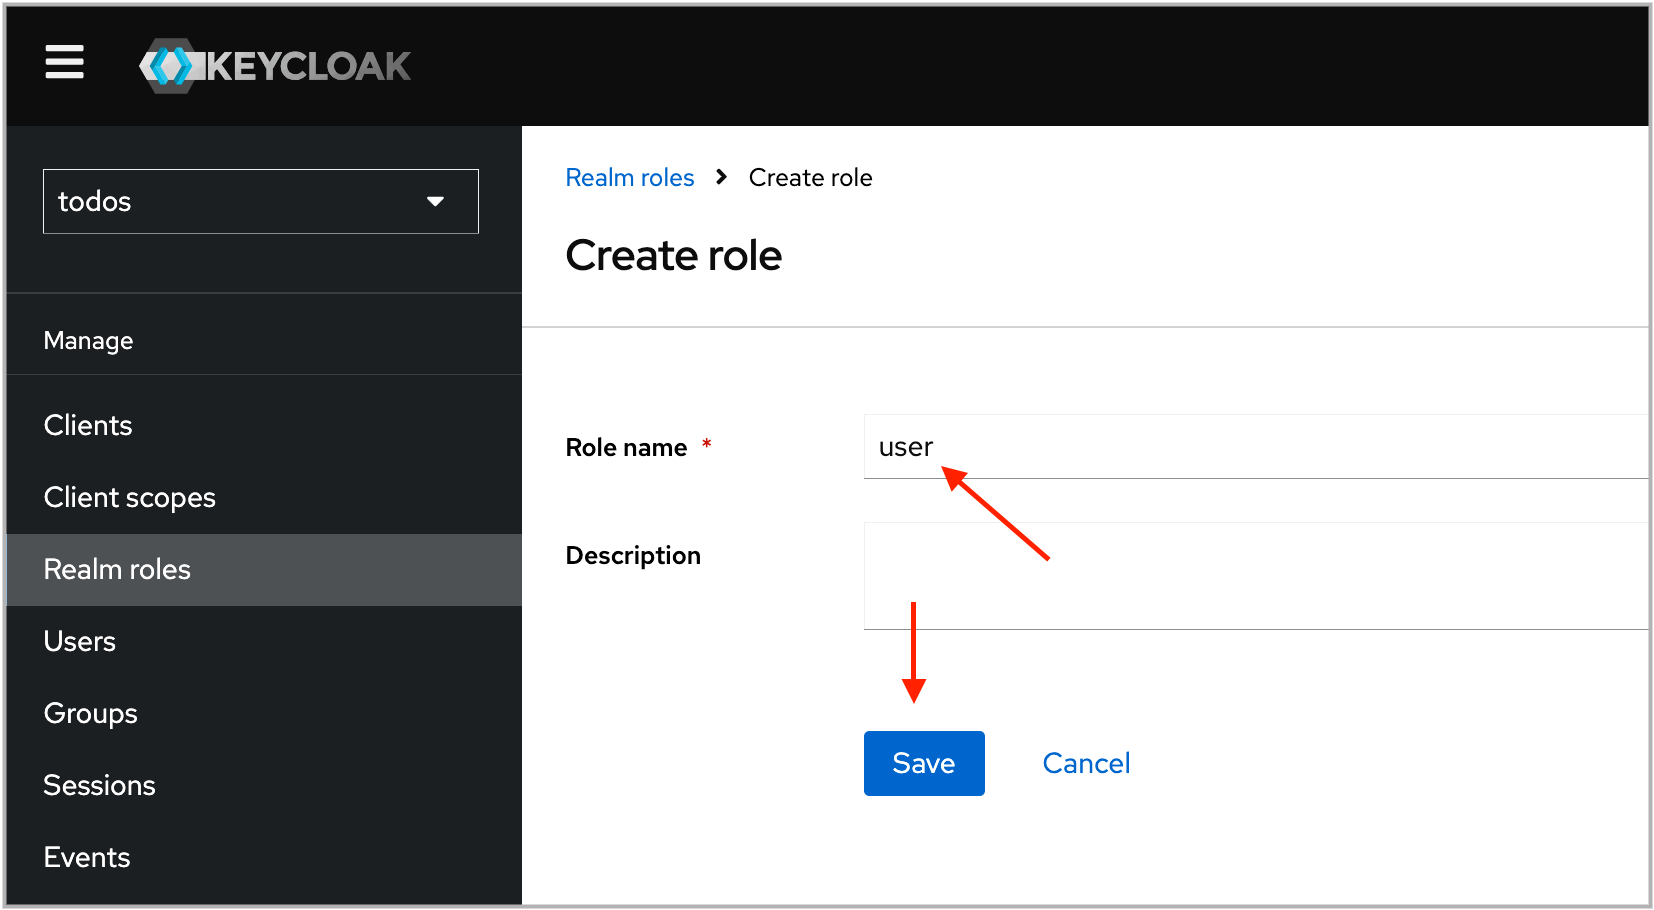 KEYCLOAK
todos
Manage
Clients
Client scopes
Realm roles
Users
Groups
Sessions
Events
Realm roles > Create role
Create role
Role name *
user
Description
Save
Cancel